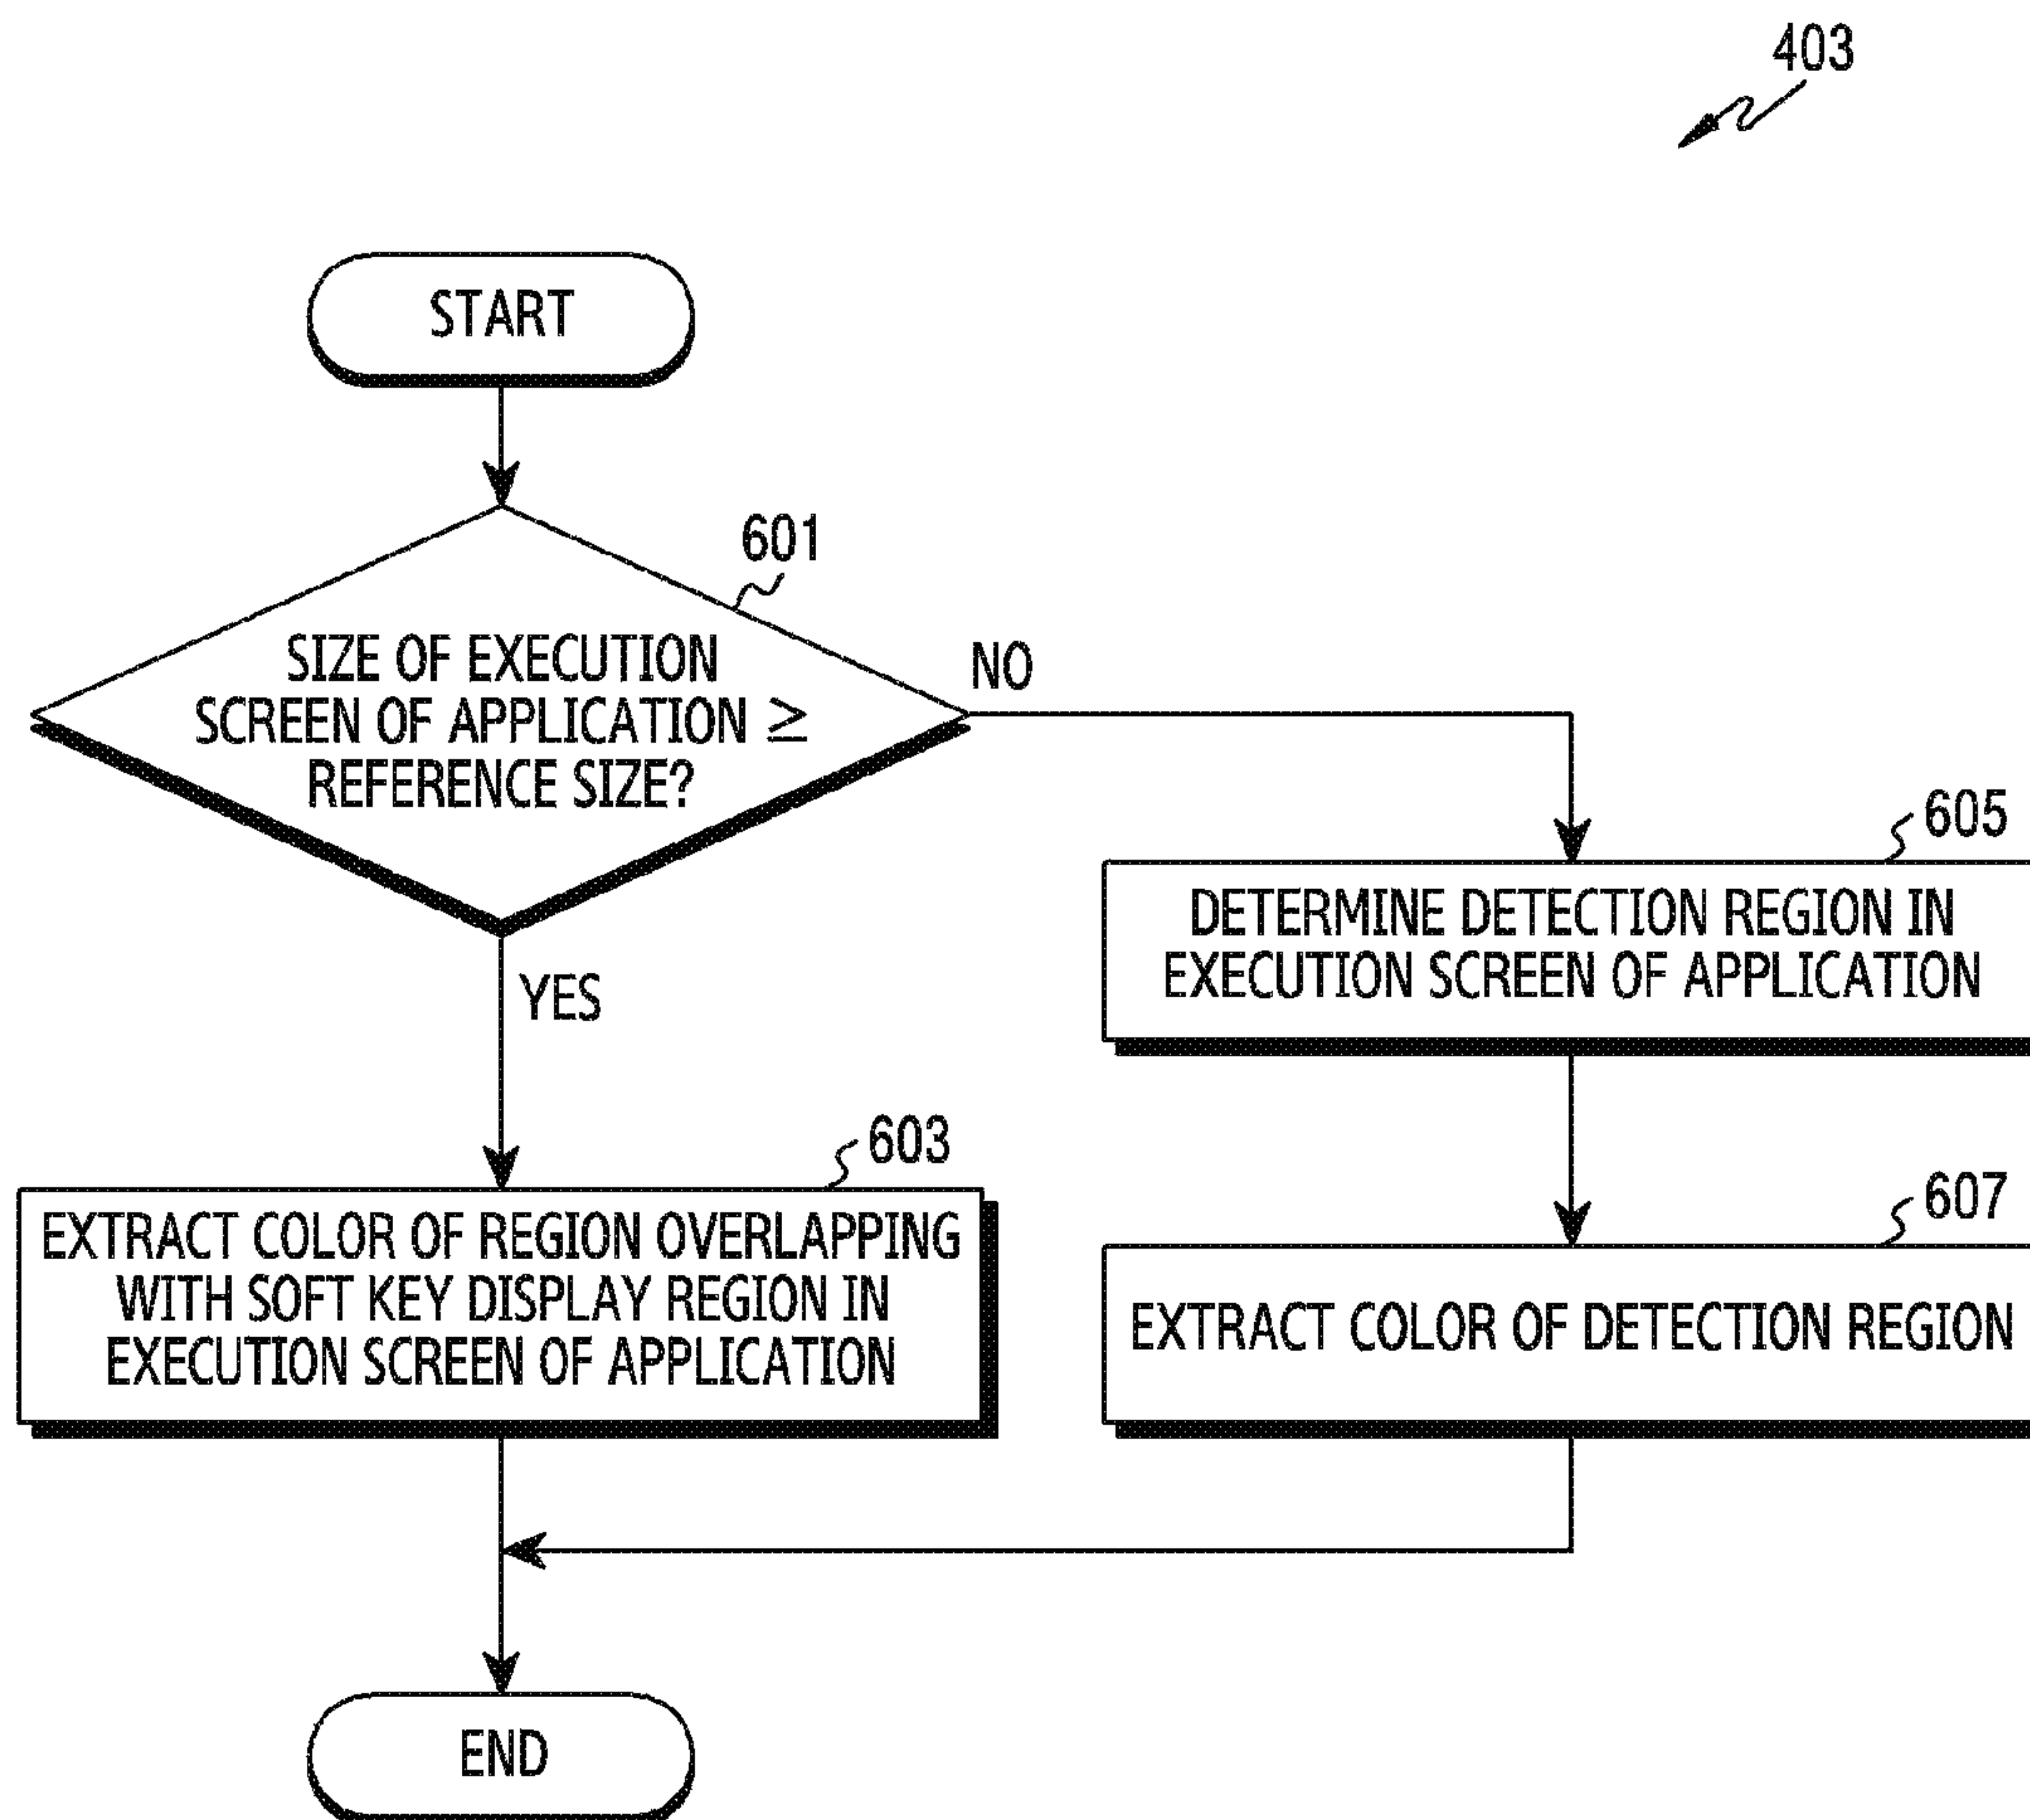 403
START
601
SIZE OF EXECUTION
SCREEN OF APPLICATION ≥
REFERENCE SIZE?
NO
YES
605
DETERMINE DETECTION REGION IN
EXECUTION SCREEN OF APPLICATION
603
EXTRACT COLOR OF REGION OVERLAPPING
WITH SOFT KEY DISPLAY REGION IN
EXECUTION SCREEN OF APPLICATION
607
EXTRACT COLOR OF DETECTION REGION
END